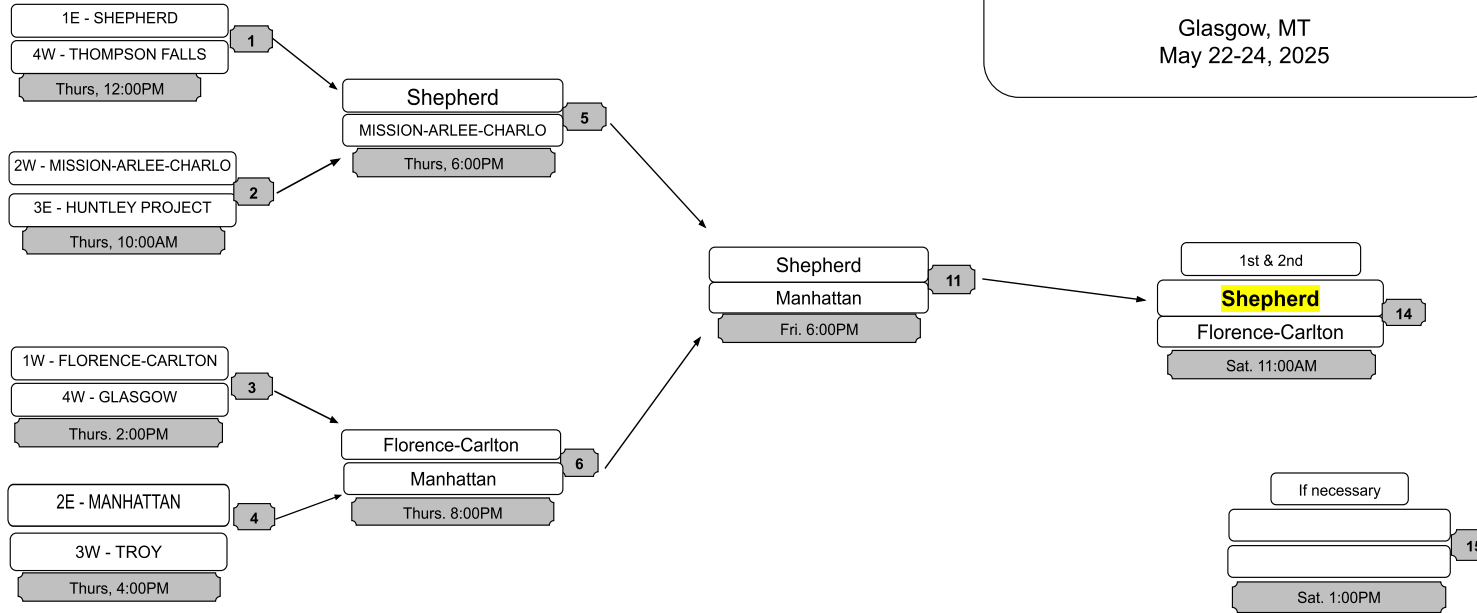 1E - SHEPHERD
1
4W - THOMPSON FALLS
Thurs, 12:00PM
2W - MISSION-ARLEE-CHARLO
2
3E - HUNTLEY PROJECT
Thurs, 10:00AM
1W - FLORENCE-CARLTON
3
4W - GLASGOW
Thurs. 2:00PM
2E - MANHATTAN
4
3W - TROY
Thurs, 4:00PM
Shepherd
5
MISSION-ARLEE-CHARLO
Thurs, 6:00PM
Florence-Carlton
6
Manhattan
Thurs. 8:00PM
Shepherd
11
Manhattan
Fri. 6:00PM
Glasgow, MT
May 22-24, 2025
1st & 2nd
Shepherd
14
Florence-Carlton
Sat. 11:00AM
If necessary
15
Sat. 1:00PM